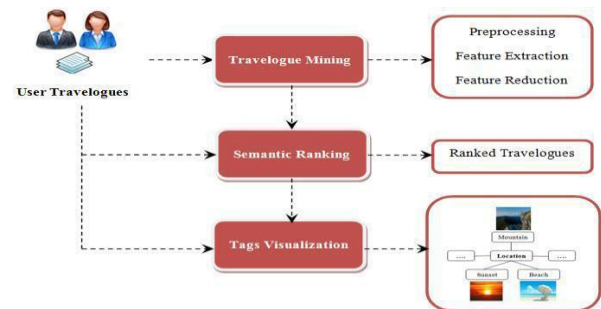 User Travelogues
Travelogue Mining
Preprocessing
Feature Extraction
Feature Reduction
Semantic Ranking
Ranked Travelogues
Tags Visualization
Mountain
.... Location ....
Sunset Beach